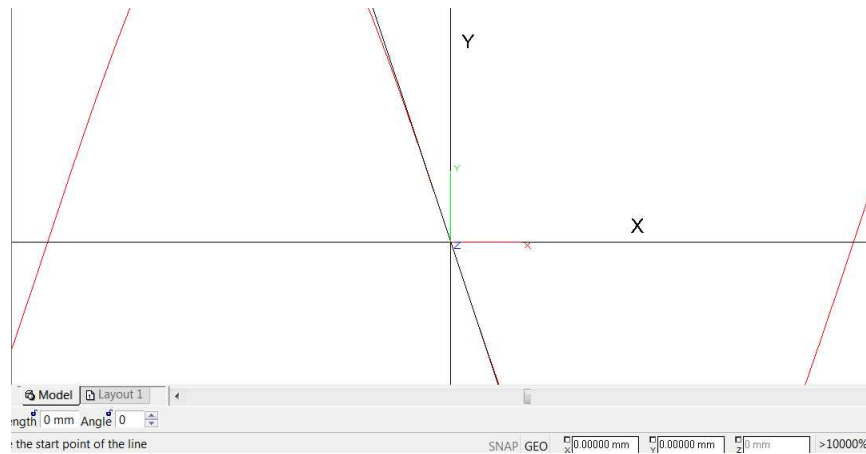 Y
Y
X
Z X
Model Layout 1
ength 0 mm Angle 0
the start point of the line
SNAP GEO X 0.00000 mm Y 0.00000 mm Z 0 mm >10000%